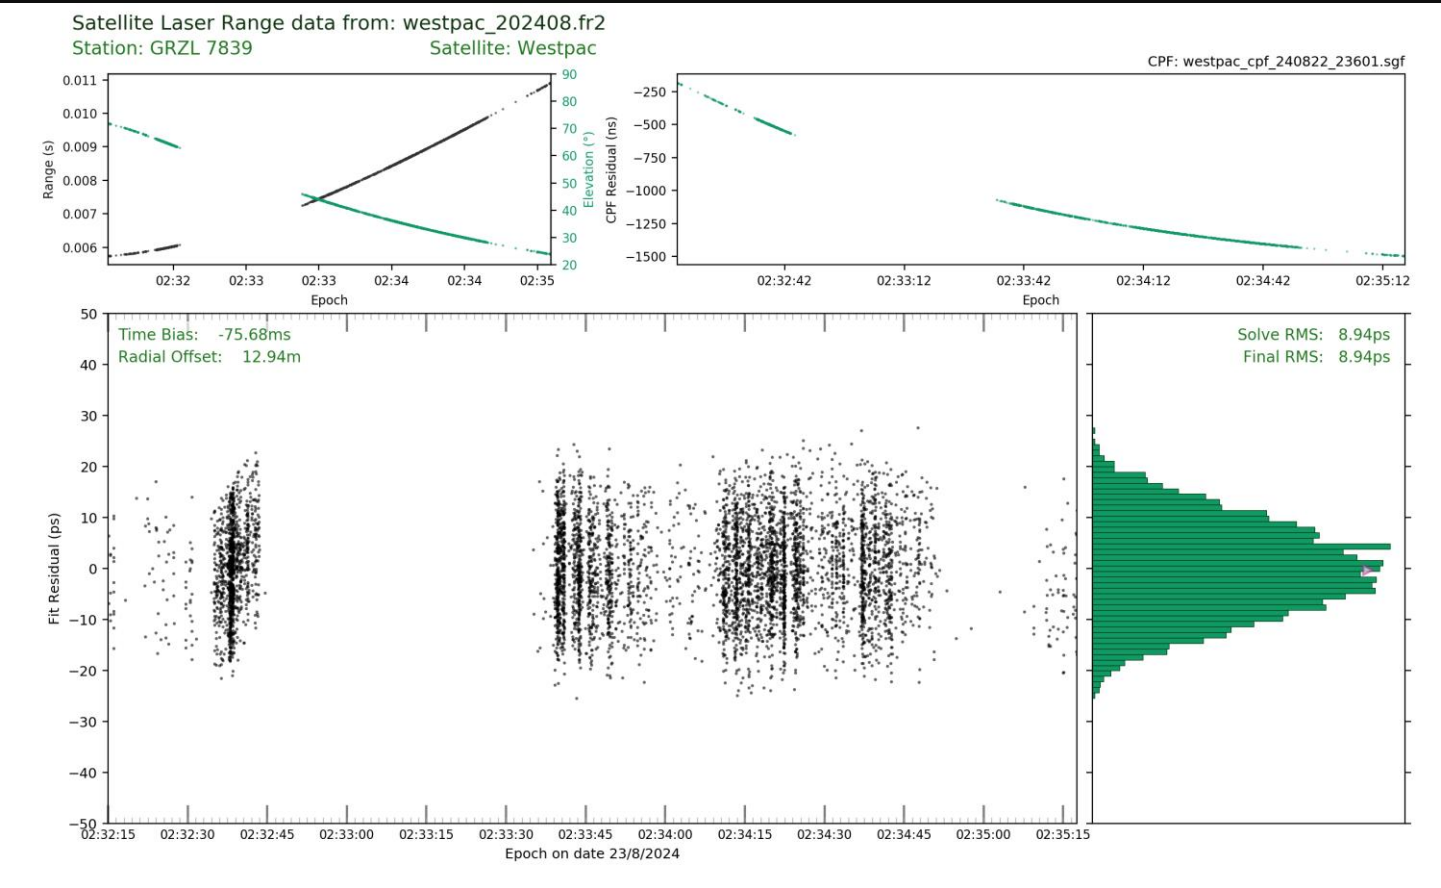 Satellite Laser Range data from: westpac_202408.fr2
Station: GRZL 7839 Satellite: Westpac
CPF: westpac_cpf_240822_23601.sgf
0.011
0.010
0.009
0.008
0.007
0.006
Range (s)
90
80
70
60
50
40
30
20
Elevation (°)
02:32 02:33 02:33 02:34 02:34 02:35
Epoch
−250
−500
−750
−1000
−1250
−1500
CPF Residual (ns)
02:32:42 02:33:12 02:33:42 02:34:12 02:34:42 02:35:12
Epoch
Time Bias: -75.68ms
Radial Offset: 12.94m
Solve RMS: 8.94ps
Final RMS: 8.94ps
50
40
30
20
10
0
−10
−20
−30
−40
−50
Fit Residual (ps)
02:32:15 02:32:30 02:32:45 02:33:00 02:33:15 02:33:30 02:33:45 02:34:00 02:34:15 02:34:30 02:34:45 02:35:00 02:35:15
Epoch on date 23/8/2024